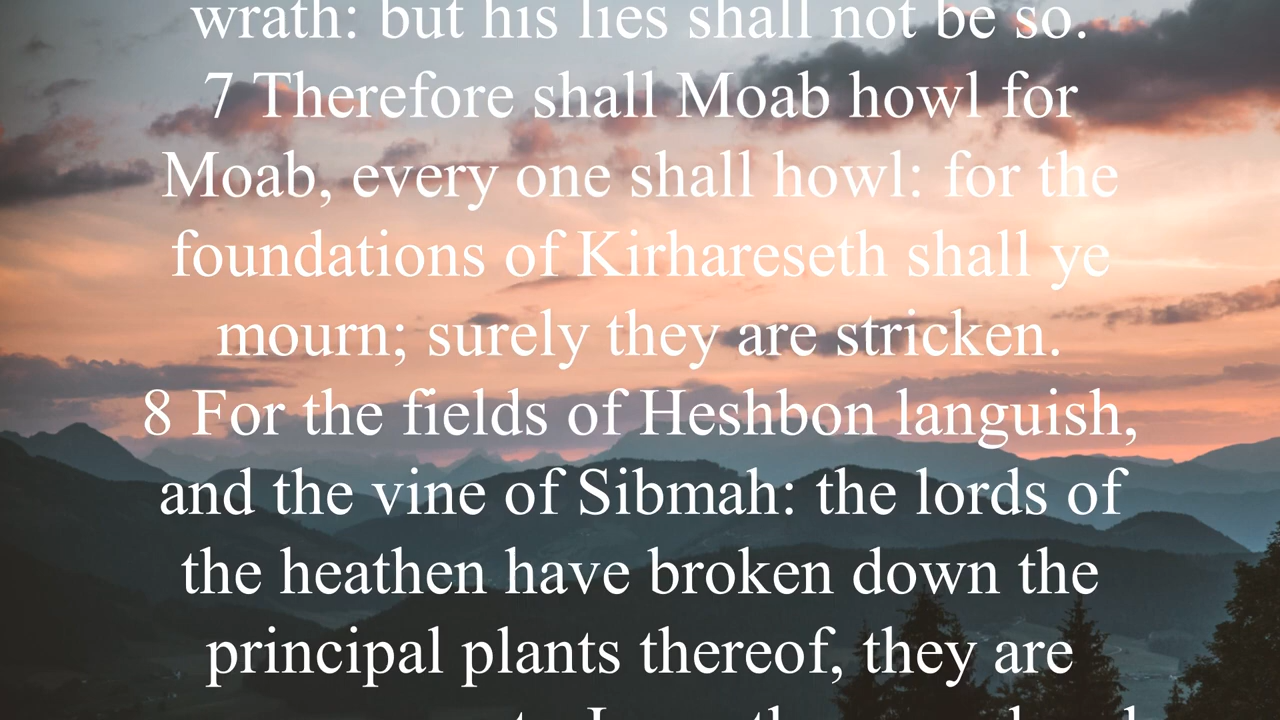 wrath: but his lies shall not be so.
7 Therefore shall Moab howl for
Moab, every one shall howl: for the
foundations of Kirhareseth shall ye
mourn; surely they are stricken.
8 For the fields of Heshbon languish,
and the vine of Sibmah: the lords of
the heathen have broken down the
principal plants thereof, they are